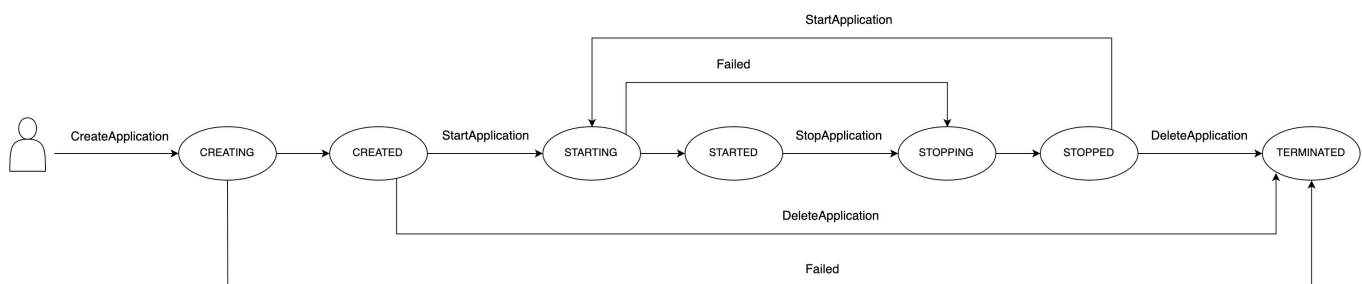 StartApplication
Failed
CreateApplication
StartApplication
StopApplication
DeleteApplication
CREATING
CREATED
STARTING
STARTED
STOPPING
STOPPED
TERMINATED
DeleteApplication
Failed